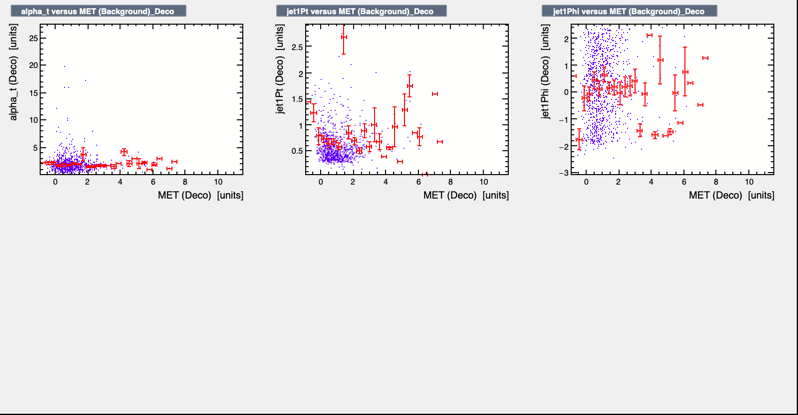 alpha_t versus MET (Background)_Deco
alpha_t (Deco) [units]
25
20
15
10
5
0 2 4 6 8 10
MET (Deco) [units]
jet1Pt versus MET (Background)_Deco
jet1Pt (Deco) [units]
2.5
2
1.5
1
0.5
0 2 4 6 8 10
MET (Deco) [units]
jet1Phi versus MET (Background)_Deco
jet1Phi (Deco) [units]
2
1
0
−1
−2
−3
0 2 4 6 8 10
MET (Deco) [units]